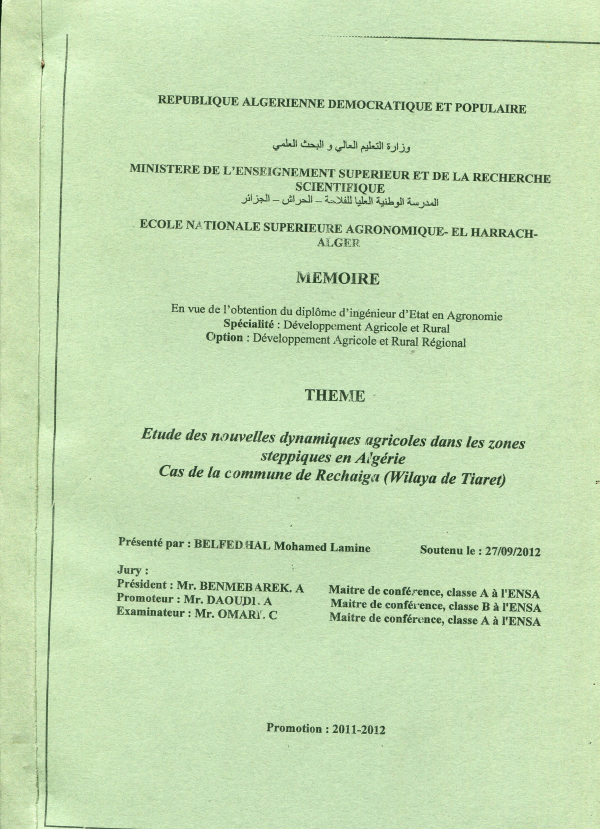 REPUBLIQUE ALGERIENNE DEMOCRATIQUE ET POPULAIRE
وزارة التعليم العالي و البحث العلمي
MINISTERE DE L'ENSEIGNEMENT SUPERIEUR ET DE LA RECHERCHE
SCIENTIFIQUE
المدرسة الوطنية العليا للفلاحة – الحراش – الجزائر
ECOLE NATIONALE SUPERIEURE AGRONOMIQUE- EL HARRACH-
ALGER
MEMOIRE
En vue de l'obtention du diplôme d'ingénieur d'Etat en Agronomie
Spécialité : Développement Agricole et Rural
Option : Développement Agricole et Rural Régional
THEME
Etude des nouvelles dynamiques agricoles dans les zones
steppiques en Algérie
Cas de la commune de Rechaiga (Wilaya de Tiaret)
Présenté par : BELFEDHAL Mohamed Lamine Soutenu le : 27/09/2012
Jury :
Président : Mr. BENMEBAREK. A Maitre de conférence, classe A à l'ENSA
Promoteur : Mr. DAOUDI. A Maitre de conférence, classe B à l'ENSA
Examinateur : Mr. OMARI. C Maitre de conférence, classe A à l'ENSA
Promotion : 2011-2012